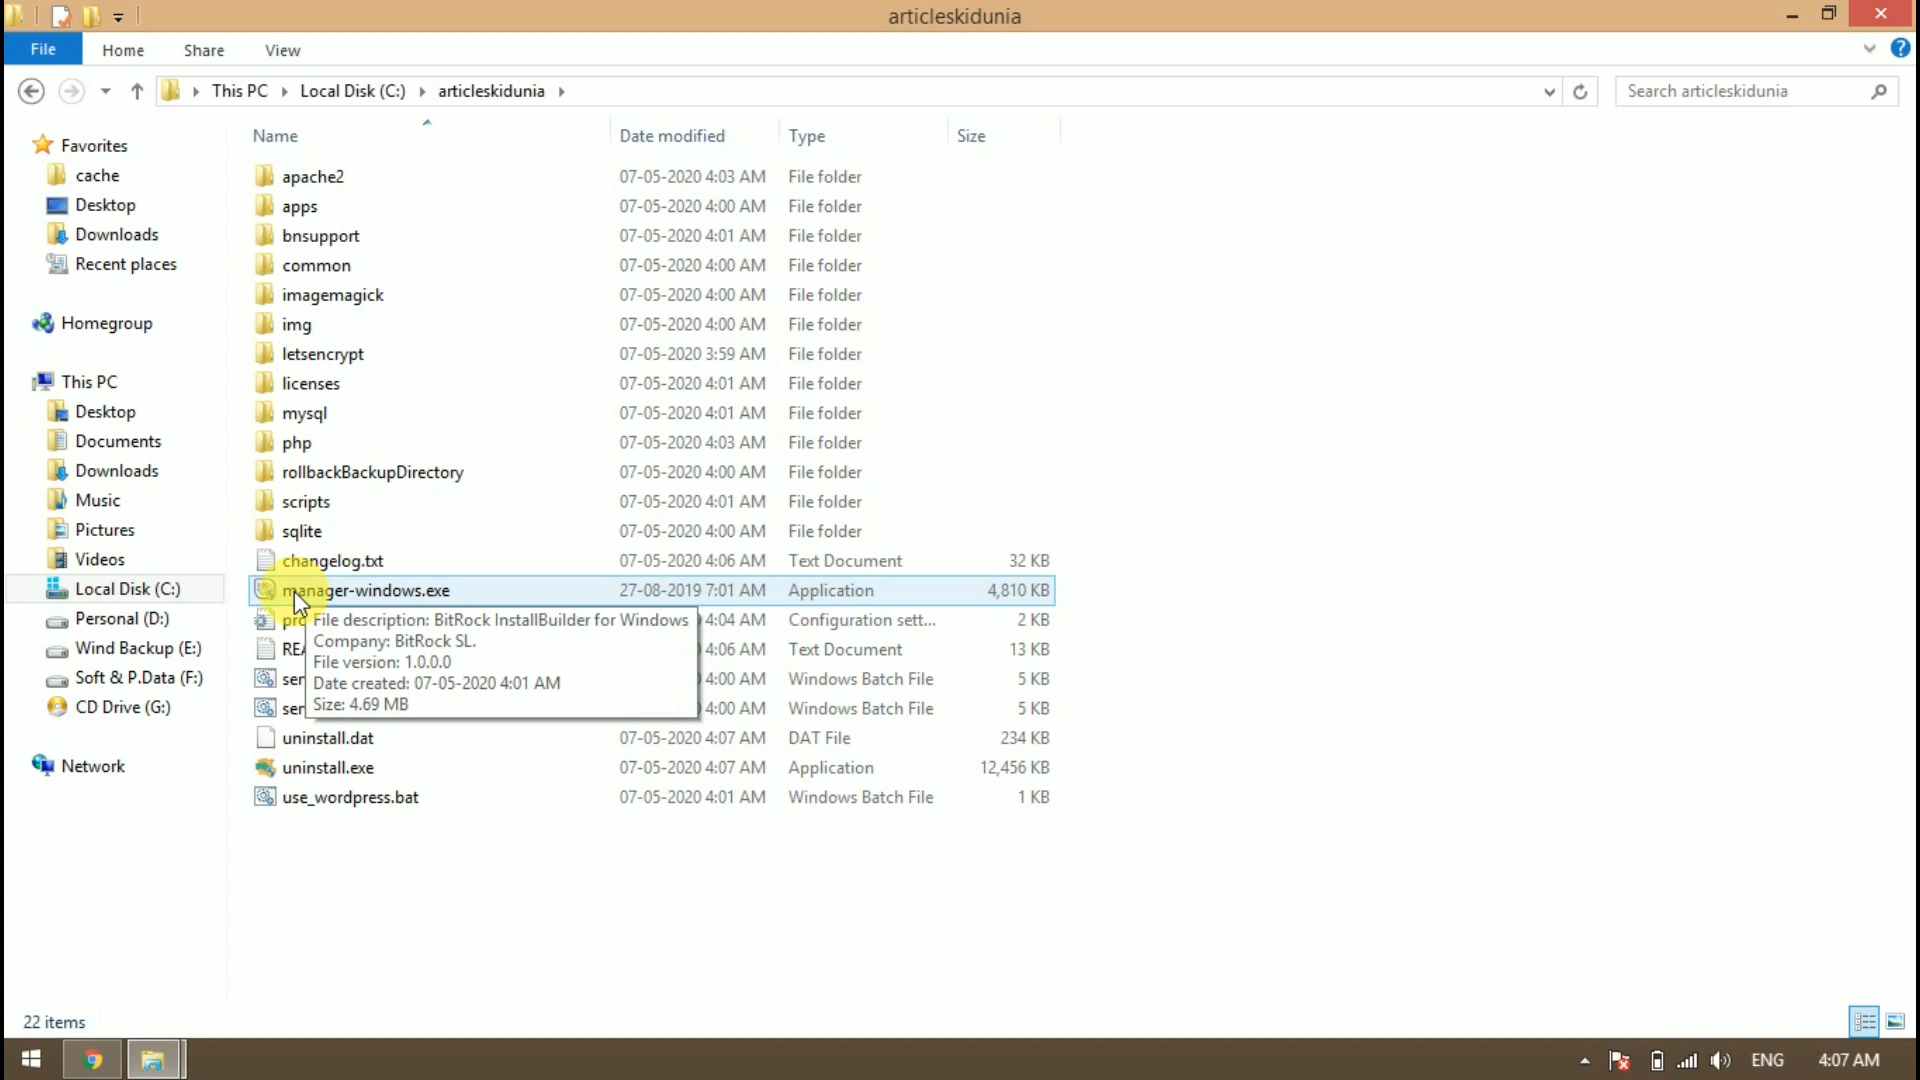 articleskidunia
File Home Share View
This PC Local Disk (C:) articleskidunia
Search articleskidunia
Name Date modified Type Size
Favorites
cache
Desktop
Downloads
Recent places
Homegroup
This PC
Desktop
Documents
Downloads
Music
Pictures
Videos
Local Disk (C:)
Personal (D:)
Wind Backup (E:)
Soft & P.Data (F:)
CD Drive (G:)
Network
apache2 07-05-2020 4:03 AM File folder
apps 07-05-2020 4:00 AM File folder
bnsupport 07-05-2020 4:01 AM File folder
common 07-05-2020 4:00 AM File folder
imagemagick 07-05-2020 4:00 AM File folder
img 07-05-2020 4:00 AM File folder
letsencrypt 07-05-2020 3:59 AM File folder
licenses 07-05-2020 4:01 AM File folder
mysql 07-05-2020 4:01 AM File folder
php 07-05-2020 4:03 AM File folder
rollbackBackupDirectory 07-05-2020 4:00 AM File folder
scripts 07-05-2020 4:01 AM File folder
sqlite 07-05-2020 4:00 AM File folder
changelog.txt 07-05-2020 4:06 AM Text Document 32 KB
manager-windows.exe 27-08-2019 7:01 AM Application 4,810 KB
4:04 AM Configuration sett... 2 KB
4:06 AM Text Document 13 KB
4:00 AM Windows Batch File 5 KB
4:00 AM Windows Batch File 5 KB
File description: BitRock InstallBuilder for Windows
Company: BitRock SL.
File version: 1.0.0.0
Date created: 07-05-2020 4:01 AM
Size: 4.69 MB
uninstall.dat 07-05-2020 4:07 AM DAT File 234 KB
uninstall.exe 07-05-2020 4:07 AM Application 12,456 KB
use_wordpress.bat 07-05-2020 4:01 AM Windows Batch File 1 KB
22 items
ENG 4:07 AM